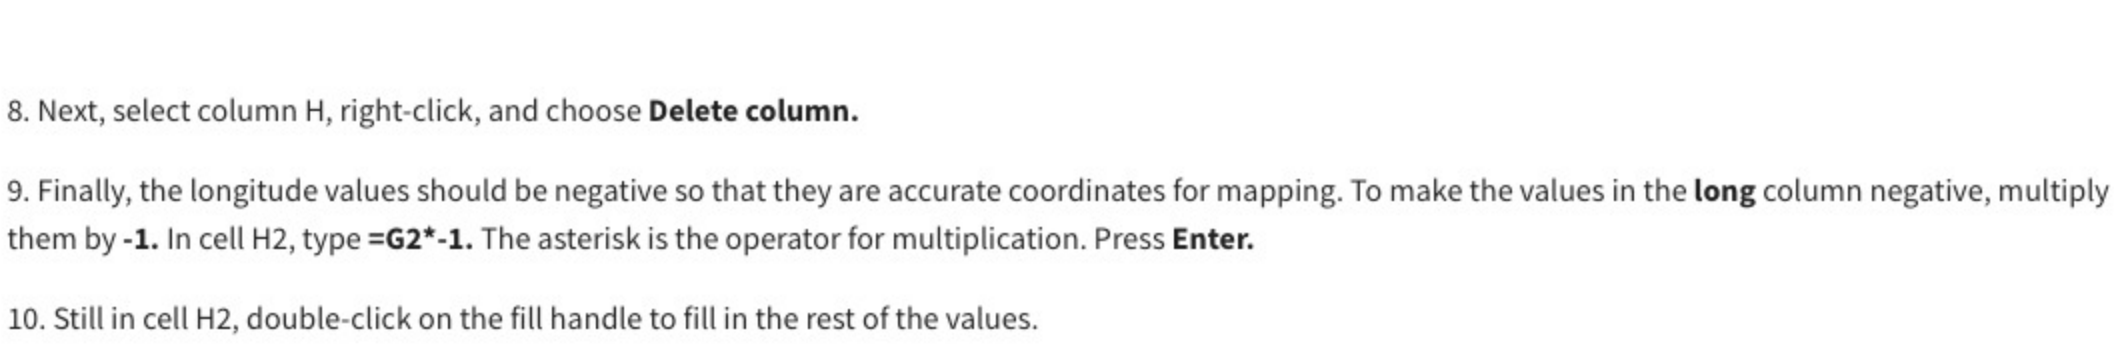 8. Next, select column H, right-click, and choose Delete column.
9. Finally, the longitude values should be negative so that they are accurate coordinates for mapping. To make the values in the long column negative, multiply
them by -1. In cell H2, type =G2*-1. The asterisk is the operator for multiplication. Press Enter.
10. Still in cell H2, double-click on the fill handle to fill in the rest of the values.